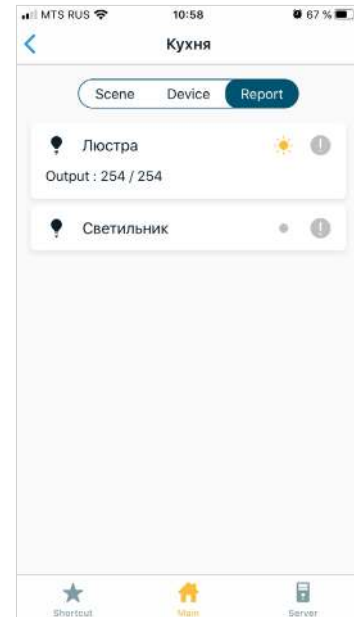 MTS RUS 10:58 67 %
Кухня
Scene Device Report
Люстра
Output : 254 / 254
Светильник
Shortcut Main Server